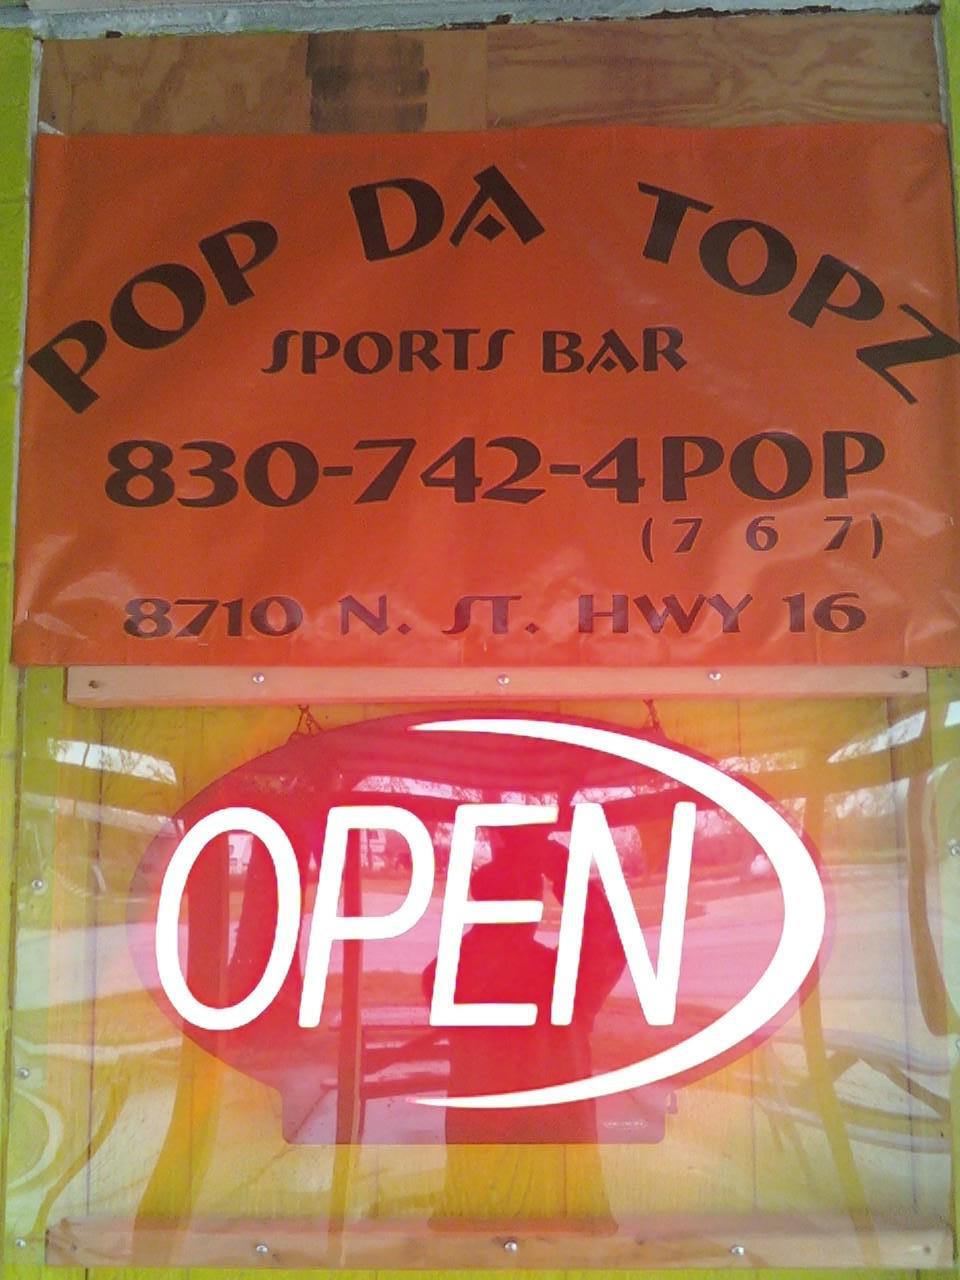 POP DA TOPZ
SPORTS BAR
830-742-4POP
(7 6 7)
8710 N. ST. HWY 16
OPEN